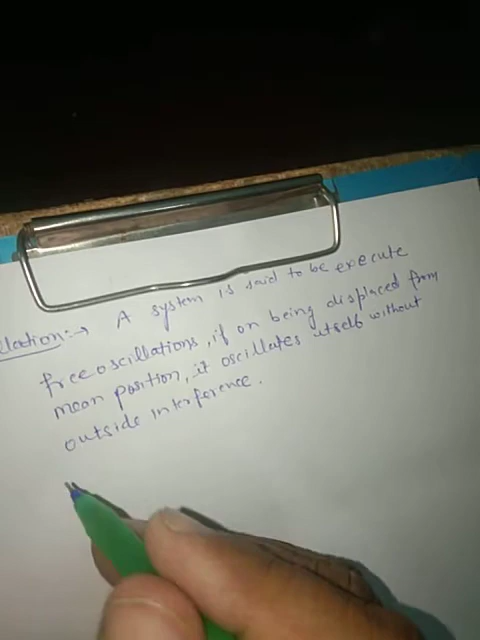 llation:→ A system is said to be execute
free oscillations, if on being displaced from
mean position, it oscillates itself without
outside interference.